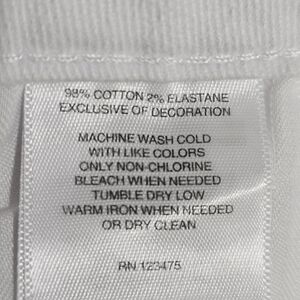 98% COTTON 2% ELASTANE
EXCLUSIVE OF DECORATION
MACHINE WASH COLD
WITH LIKE COLORS
ONLY NON-CHLORINE
BLEACH WHEN NEEDED
TUMBLE DRY LOW
WARM IRON WHEN NEEDED
OR DRY CLEAN
RN 123475